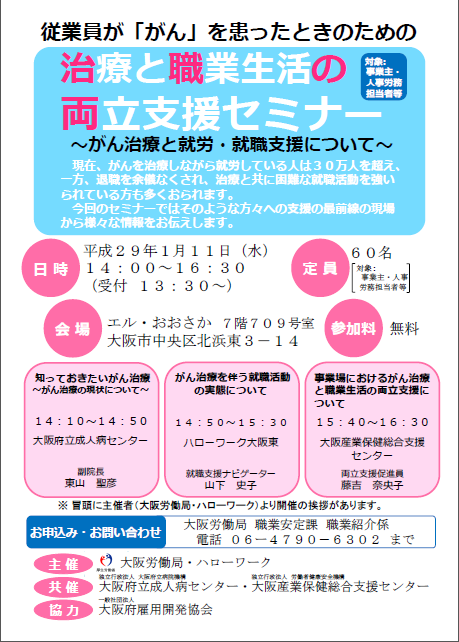 従業員が「がん」を患ったときのための
治療と職業生活の
両立支援セミナー
対象:
事業主・
人事労務
担当者等
～がん治療と就労・就職支援について～
現在、がんを治療しながら就労している人は３０万人を超え、
一方、退職を余儀なくされ、治療と共に困難な就職活動を強い
られている方も多くおられます。
今回のセミナーではそのような方々への支援の最前線の現場
から様々な情報をお伝えします。
日 時
平成２９年１月１１日（水）
１４：００～１６：３０
（受付　１３：３０～）
定 員
６０名
対象:
事業主・人事
労務担当者等
会 場
エル・おおさか　７階７０９号室
大阪市中央区北浜東３－１４
参加料
無料
知っておきたいがん治療
～がん治療の現状について～
１４：１０～１４：５０
大阪府立成人病センター
副院長
東山　聖彦
がん治療を伴う就職活動
の実態について
１４：５０～１５：３０
ハローワーク大阪東
就職支援ナビゲーター
山下　史子
事業場におけるがん治療
と職業生活の両立支援に
ついて
１５：４０～１６：３０
大阪産業保健総合支援
センター
両立支援促進員
藤吉　奈央子
※ 冒頭に主催者（大阪労働局・ハローワーク）より開催の挨拶があります。
お申込み・お問い合わせ
大阪労働局 職業安定課 職業紹介係
電話 ０６－４７９０－６３０２ まで
主 催
厚生労働省
大阪労働局・ハローワーク
共 催
独立行政法人 大阪府立病院機構
独立行政法人 労働者健康安全機構
大阪府立成人病センター・大阪産業保健総合支援センター
協 力
一般社団法人
大阪府雇用開発協会